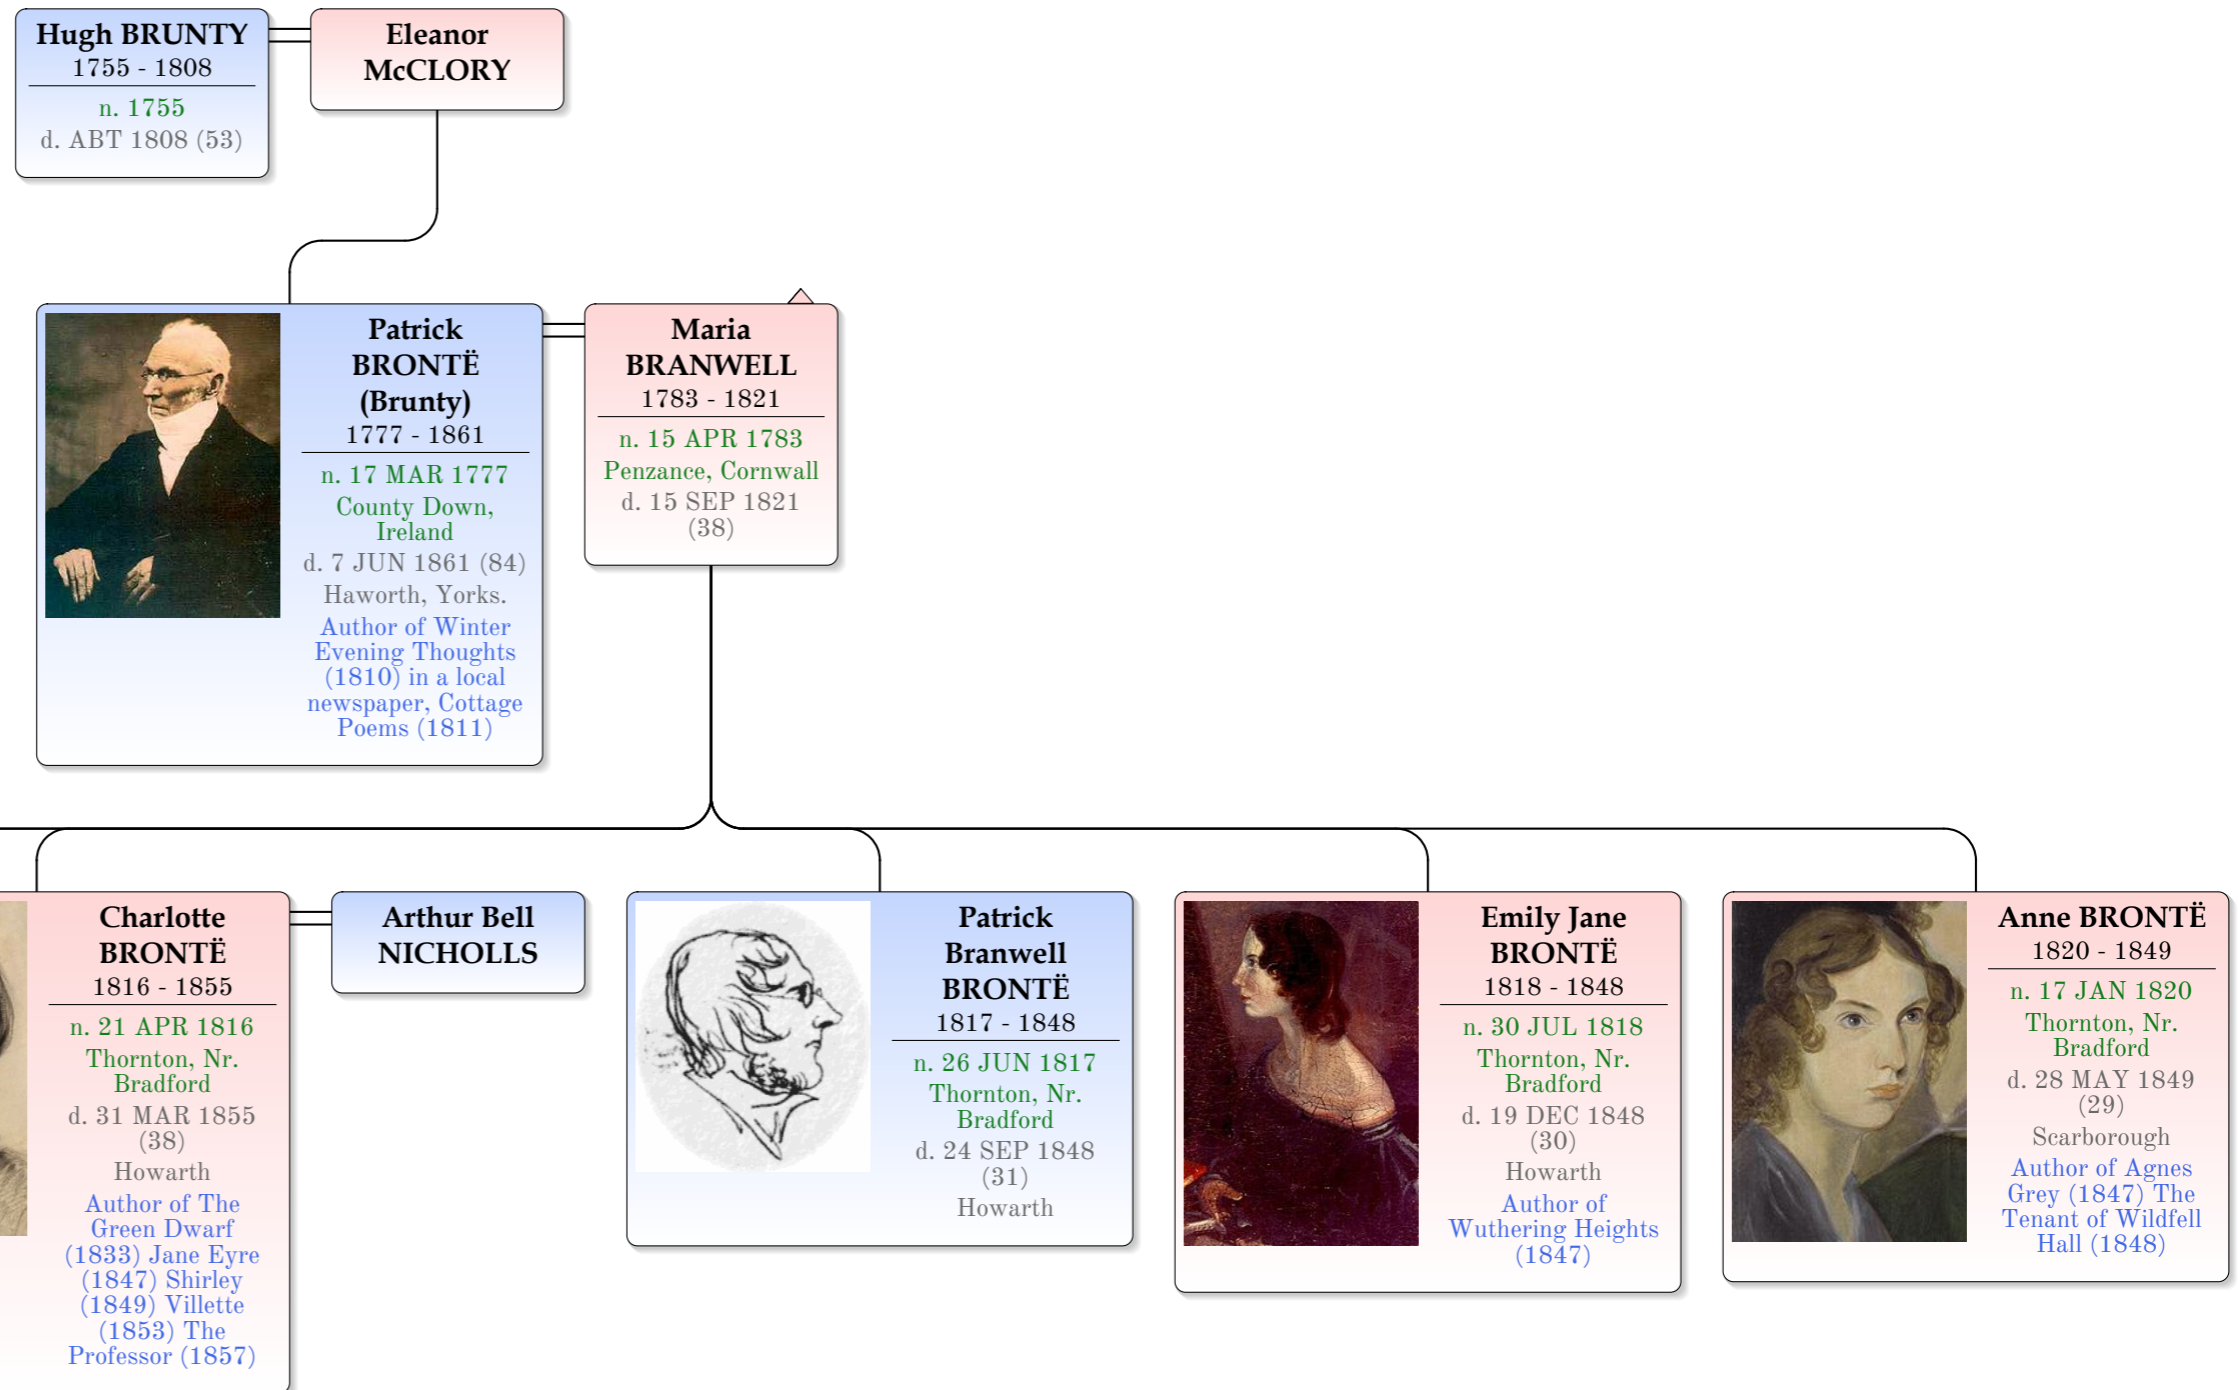 Hugh BRUNTY
1755 - 1808
n. 1755
d. ABT 1808 (53)
Eleanor
McCLORY
Patrick
BRONTË
(Brunty)
1777 - 1861
n. 17 MAR 1777
County Down,
Ireland
d. 7 JUN 1861 (84)
Haworth, Yorks.
Author of Winter
Evening Thoughts
(1810) in a local
newspaper, Cottage
Poems (1811)
Maria
BRANWELL
1783 - 1821
n. 15 APR 1783
Penzance, Cornwall
d. 15 SEP 1821
(38)
Charlotte
BRONTË
1816 - 1855
n. 21 APR 1816
Thornton, Nr.
Bradford
d. 31 MAR 1855
(38)
Howarth
Author of The
Green Dwarf
(1833) Jane Eyre
(1847) Shirley
(1849) Villette
(1853) The
Professor (1857)
Arthur Bell
NICHOLLS
Patrick
Branwell
BRONTË
1817 - 1848
n. 26 JUN 1817
Thornton, Nr.
Bradford
d. 24 SEP 1848
(31)
Howarth
Emily Jane
BRONTË
1818 - 1848
n. 30 JUL 1818
Thornton, Nr.
Bradford
d. 19 DEC 1848
(30)
Howarth
Author of
Wuthering Heights
(1847)
Anne BRONTË
1820 - 1849
n. 17 JAN 1820
Thornton, Nr.
Bradford
d. 28 MAY 1849
(29)
Scarborough
Author of Agnes
Grey (1847) The
Tenant of Wildfell
Hall (1848)